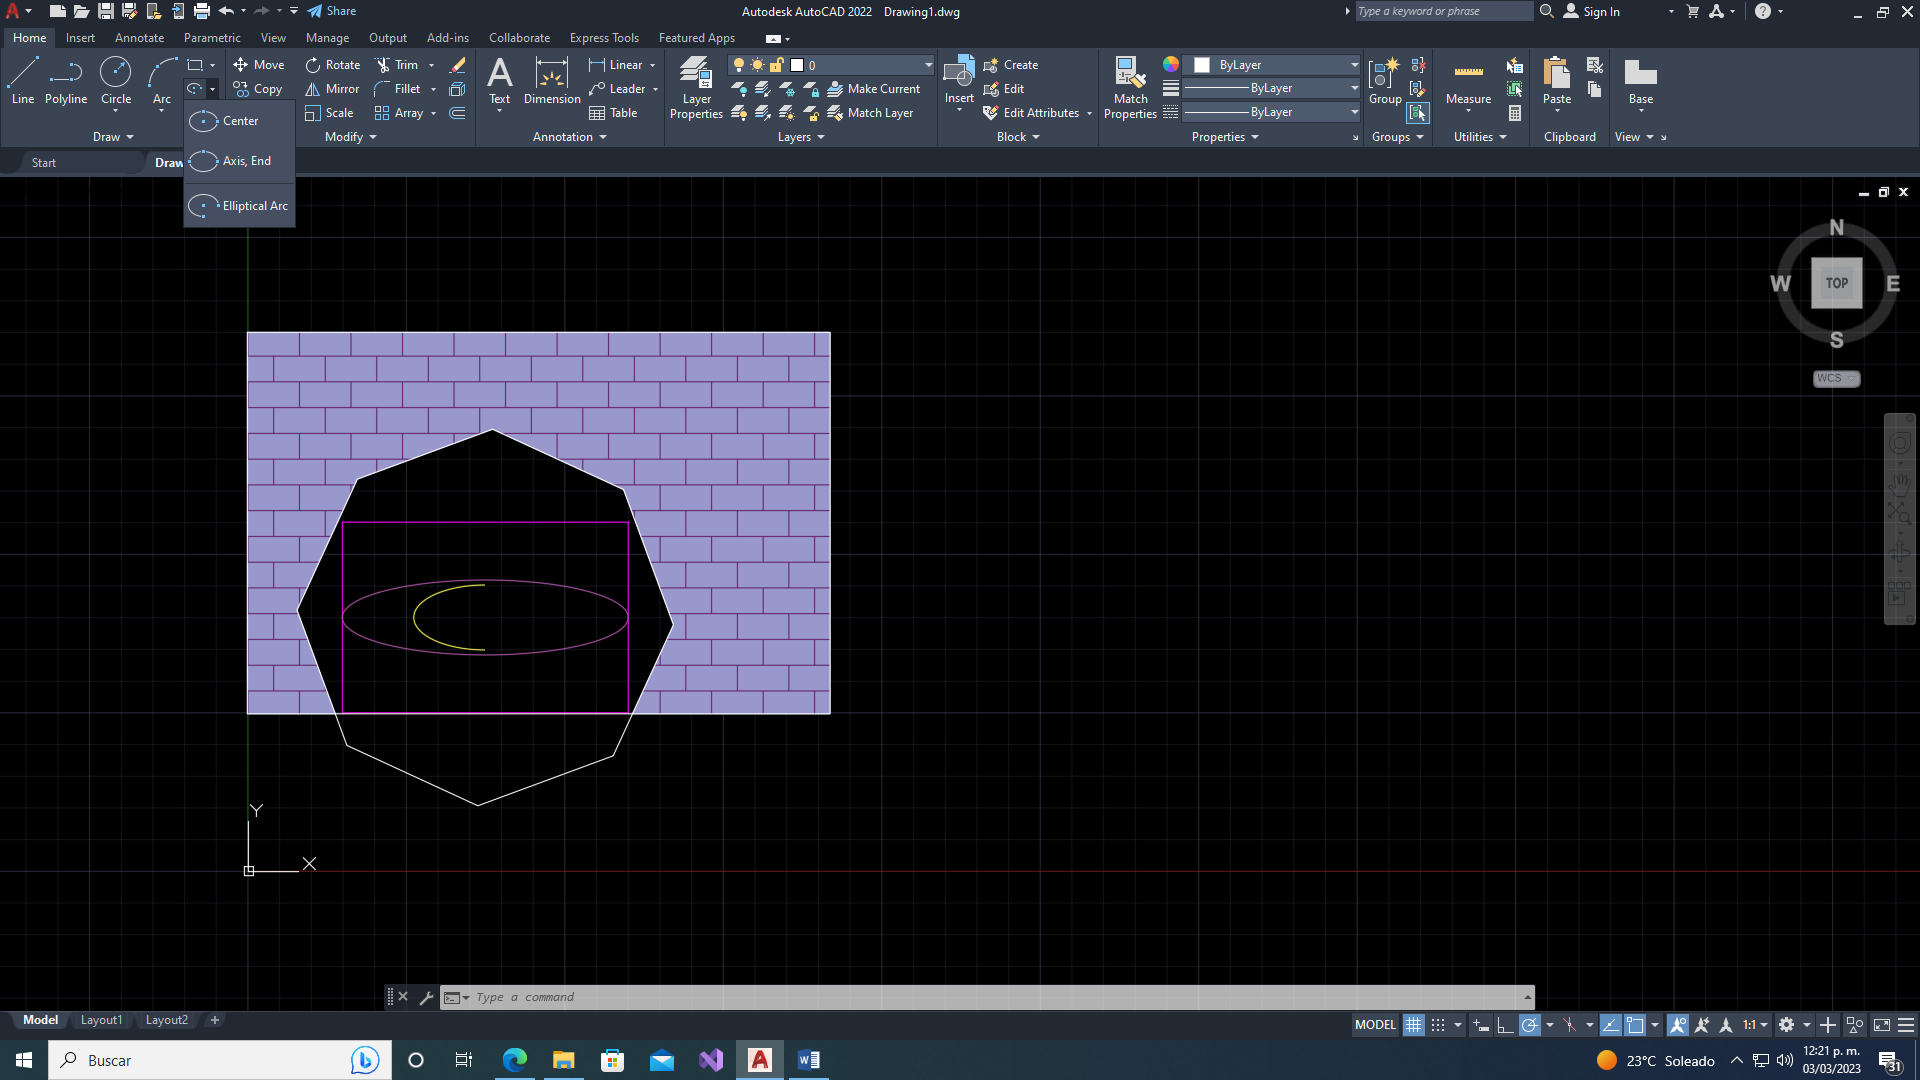 Share
Autodesk AutoCAD 2022 Drawing1.dwg
Type a keyword or phrase
Sign In
Home Insert Annotate Parametric View Manage Output Add-ins Collaborate Express Tools Featured Apps
Line Polyline Circle Arc
Move Rotate Trim
Copy Mirror Fillet
Scale Array
Text Dimension
Linear
Leader
Table
Layer Properties
0
Make Current
Match Layer
Insert
Create
Edit
Edit Attributes
Match Properties
ByLayer
ByLayer
ByLayer
Group Measure Paste Base
Draw Modify Annotation Layers Block Properties Groups Utilities Clipboard View
Center
Axis, End
Elliptical Arc
Start Draw
N
W TOP E
S
WCS
Y
X
Type a command
Model Layout1 Layout2
MODEL 1:1
Buscar
23°C Soleado
12:21 p. m.
03/03/2023
31